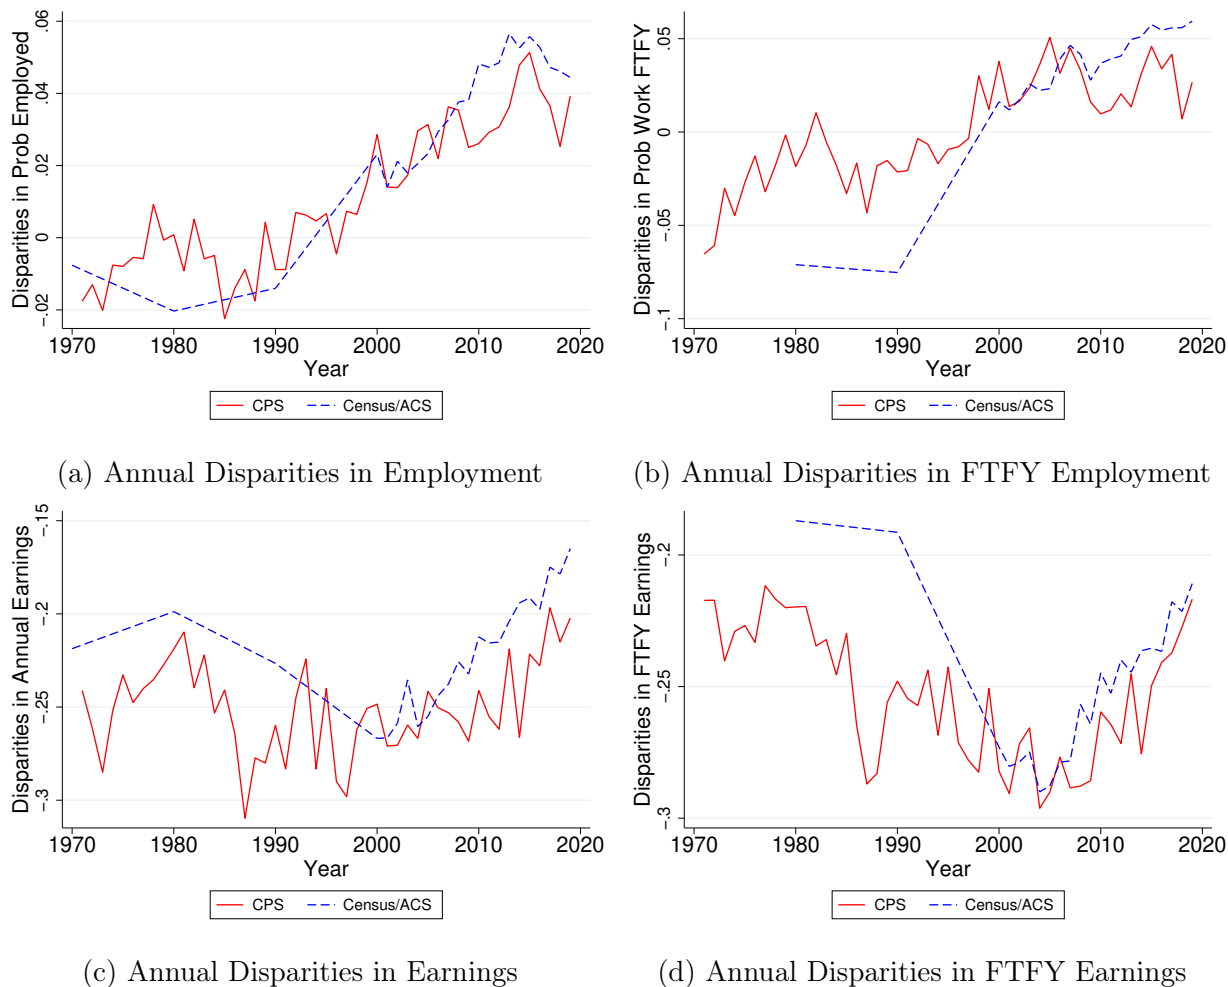 Disparities in Prob Employed
.06
.04
.02
0
-.02
1970 1980 1990 2000 2010 2020
Year
CPS Census/ACS
(a) Annual Disparities in Employment
Disparities in Prob Work FTFY
.05
0
-.05
-.1
1970 1980 1990 2000 2010 2020
Year
CPS Census/ACS
(b) Annual Disparities in FTFY Employment
Disparities in Annual Earnings
-.15
-.2
-.25
-.3
1970 1980 1990 2000 2010 2020
Year
CPS Census/ACS
(c) Annual Disparities in Earnings
Disparities in FTFY Earnings
-.2
-.25
-.3
1970 1980 1990 2000 2010 2020
Year
CPS Census/ACS
(d) Annual Disparities in FTFY Earnings